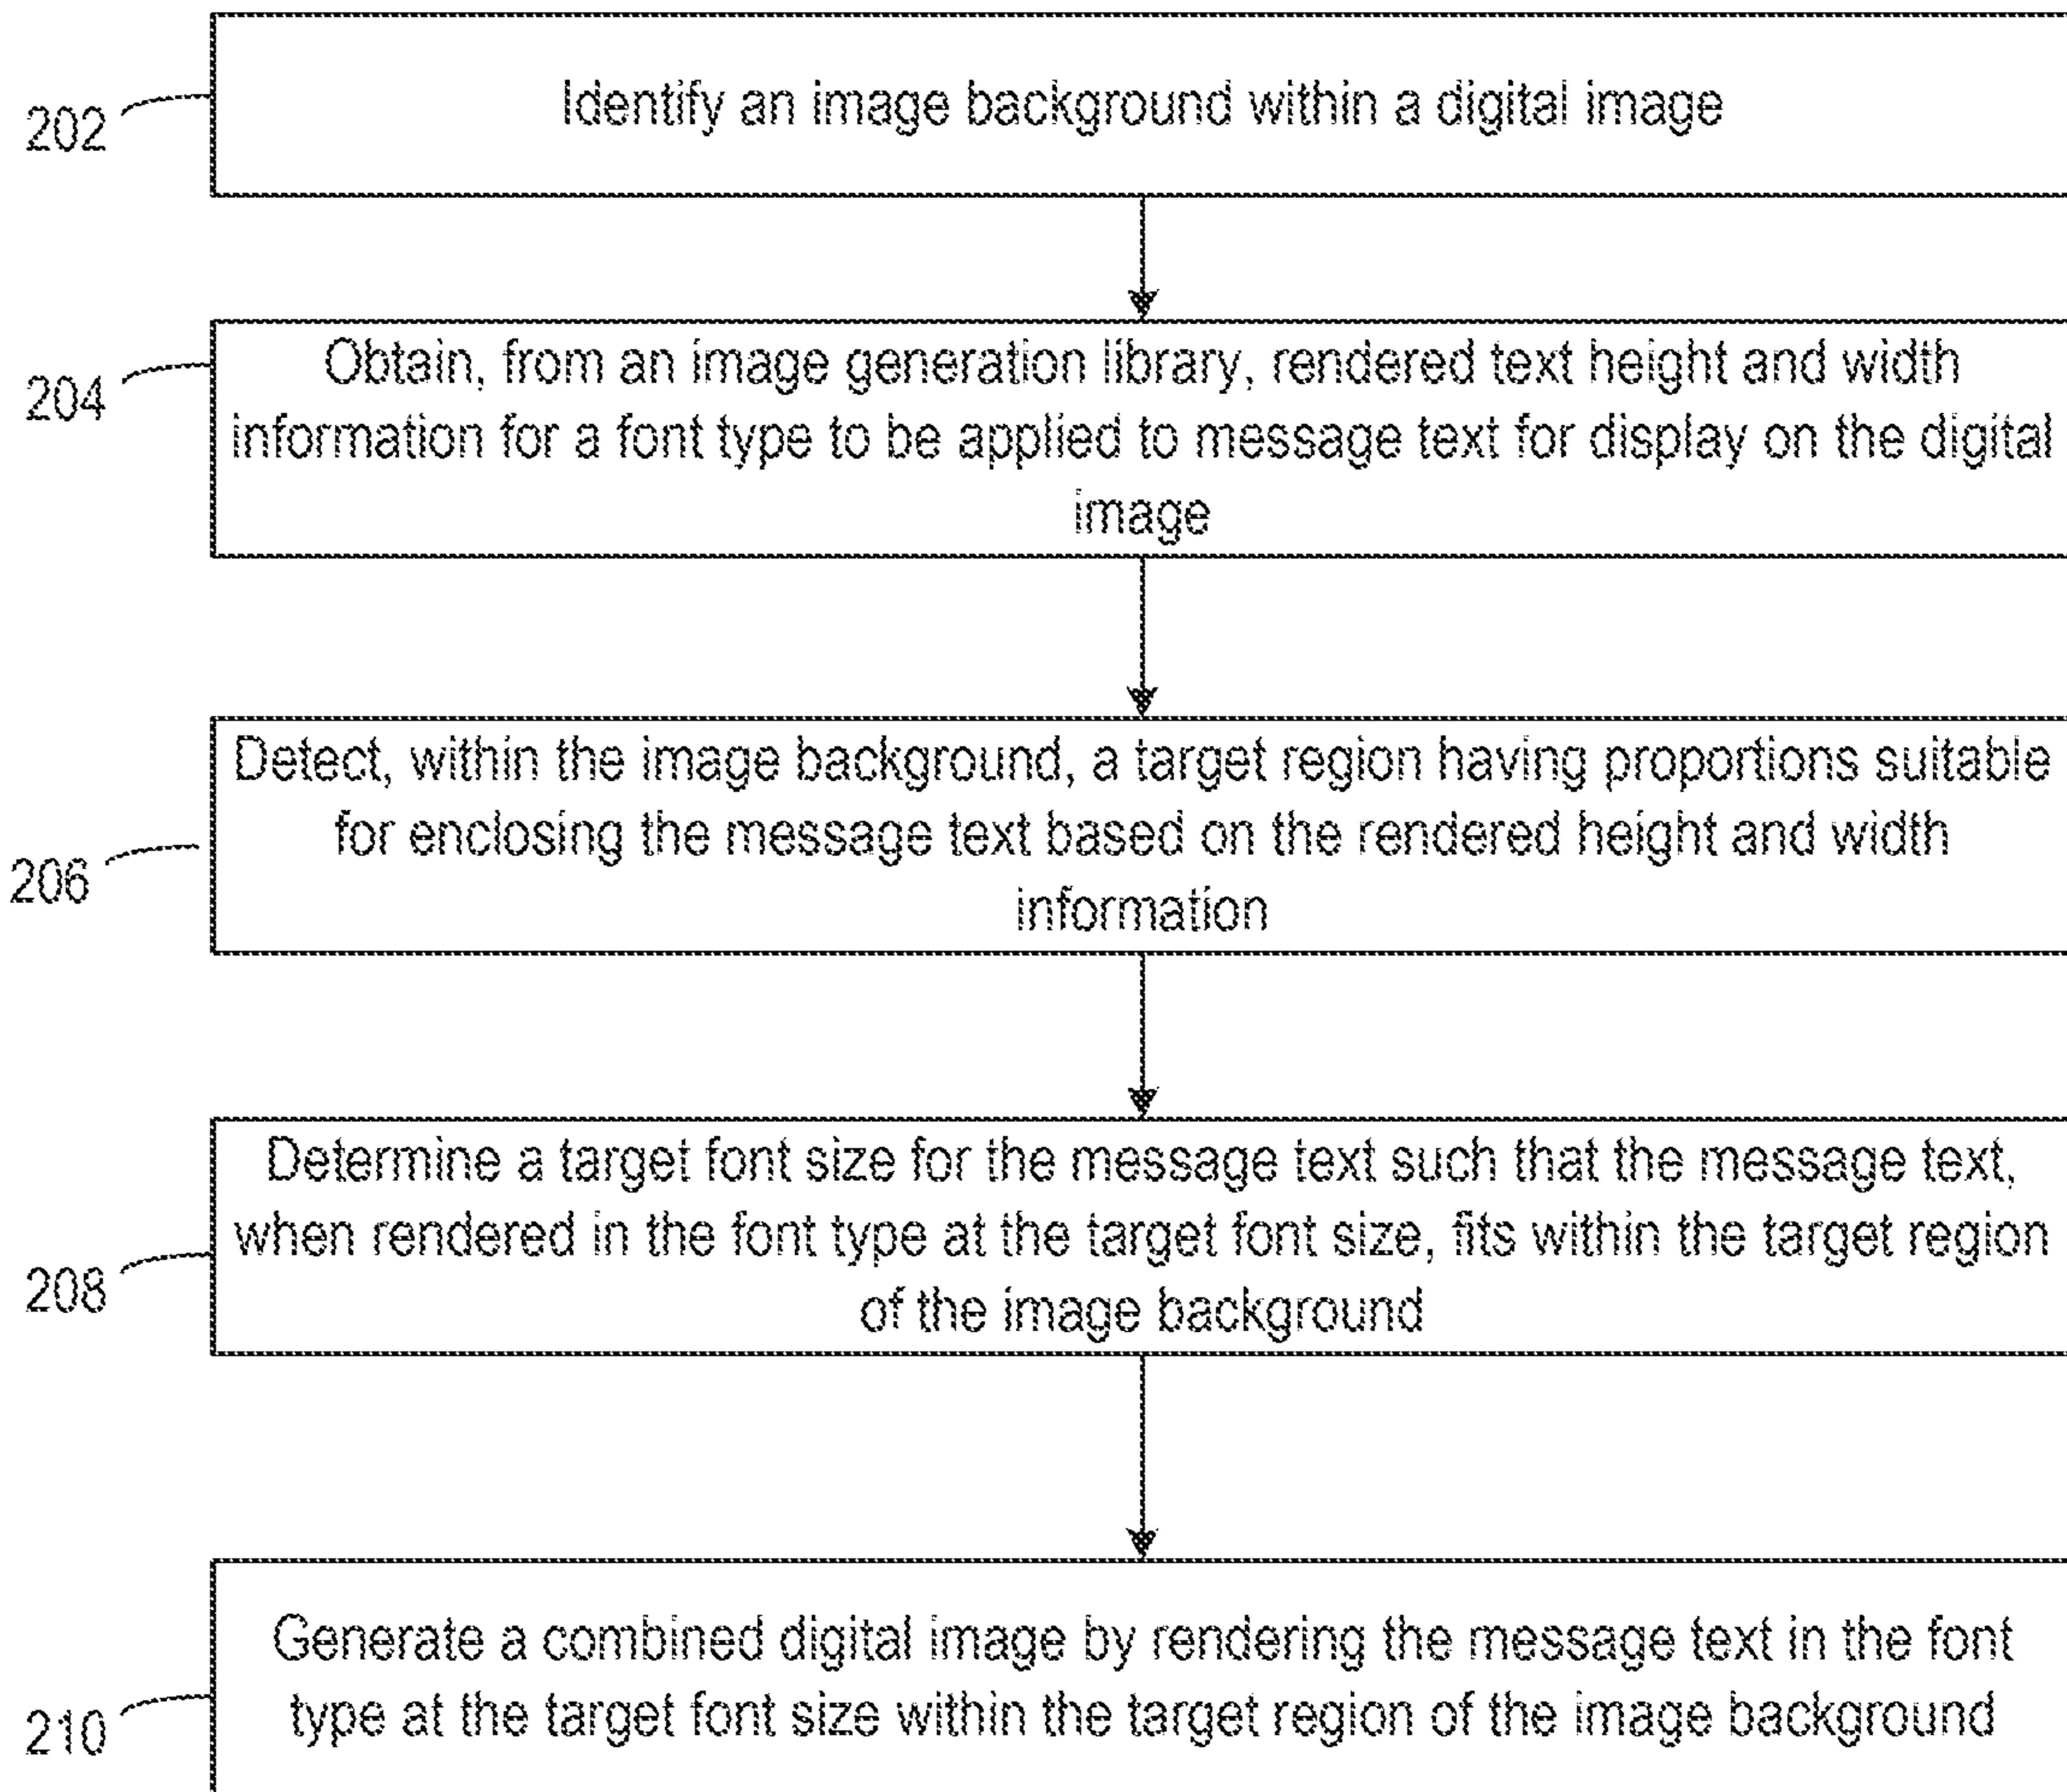 202
Identify an image background within a digital image
204
Obtain, from an image generation library, rendered text height and width
information for a font type to be applied to message text for display on the digital
image
206
Detect, within the image background, a target region having proportions suitable
for enclosing the message text based on the rendered height and width
information
208
Determine a target font size for the message text such that the message text,
when rendered in the font type at the target font size, fits within the target region
of the image background
210
Generate a combined digital image by rendering the message text in the font
type at the target font size within the target region of the image background